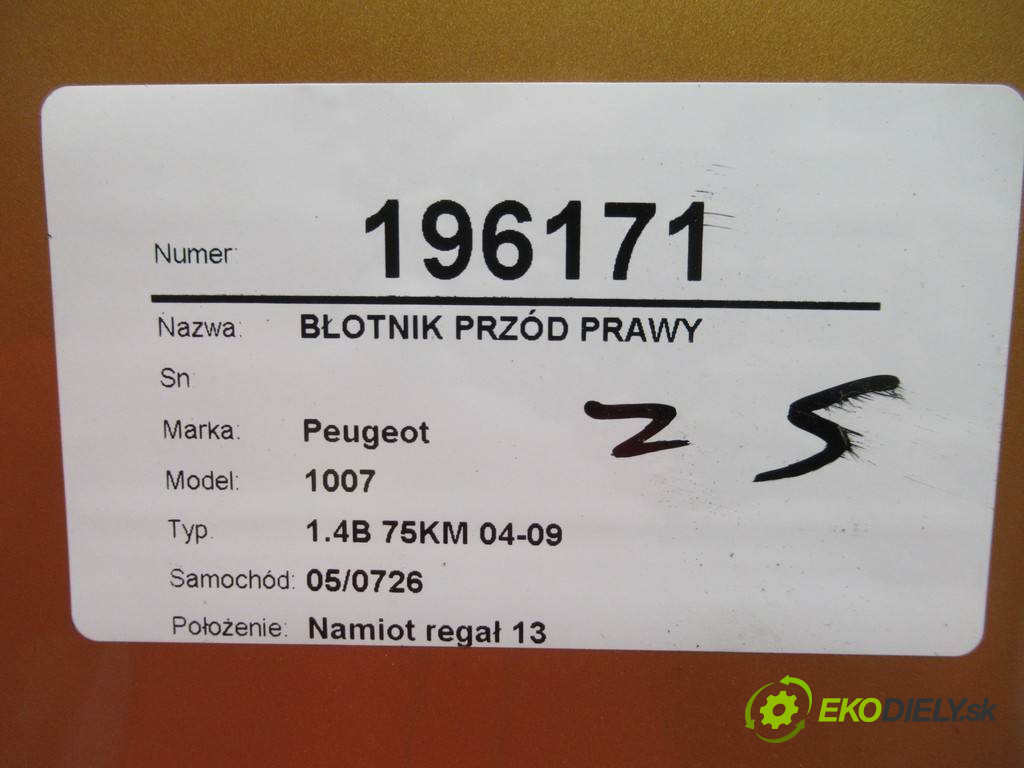 Numer: 196171
Nazwa: BŁOTNIK PRZÓD PRAWY
Sn
Marka: Peugeot
z 5
Model: 1007
Typ: 1.4B 75KM 04-09
Samochód: 05/0726
Położenie: Namiot regał 13
EKODIELY.sk